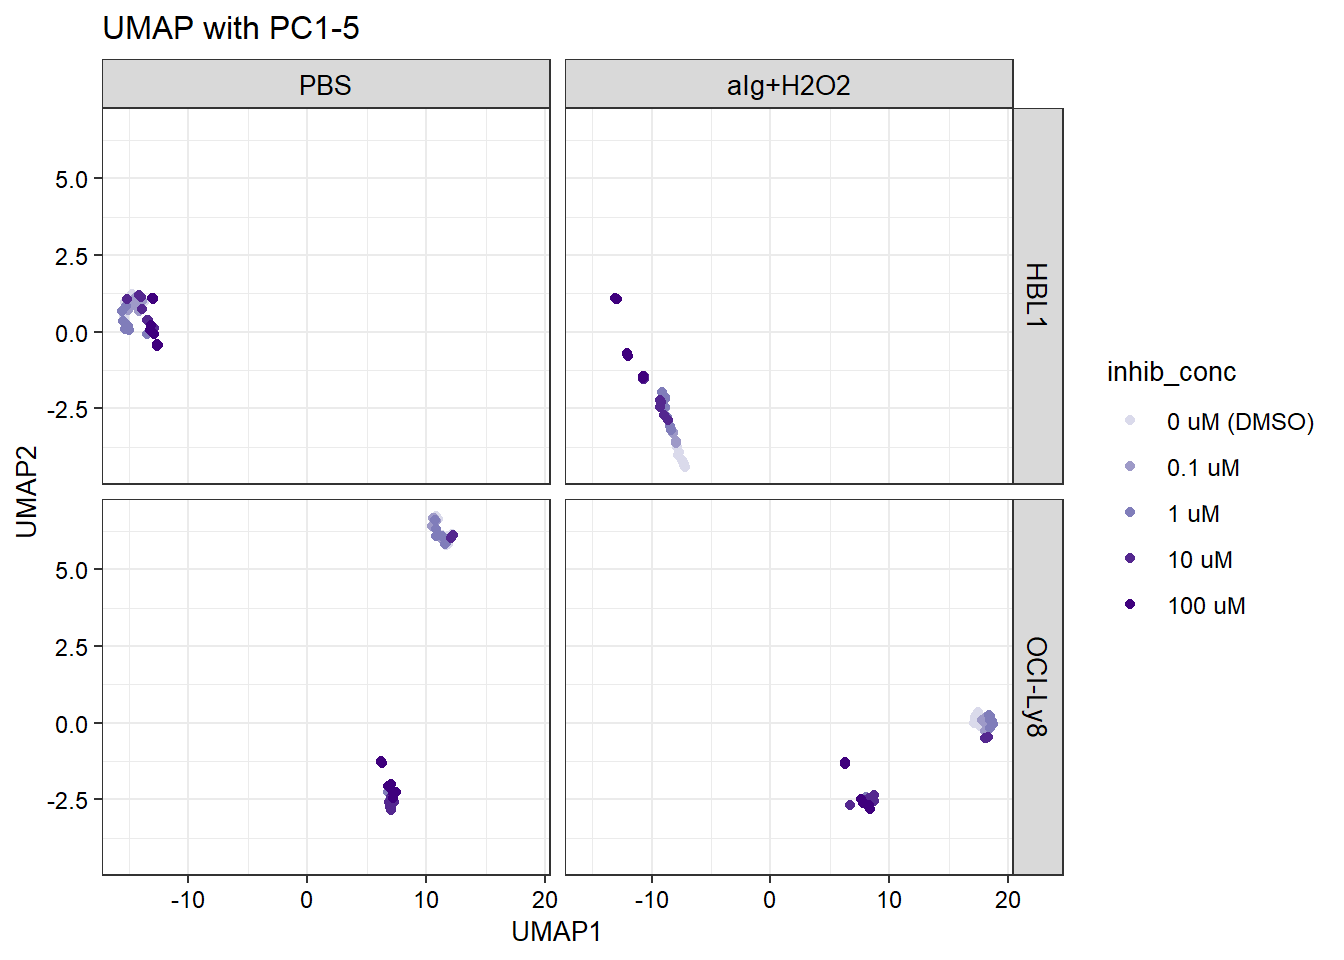 UMAP with PC1-5
PBS
aIg+H2O2
HBL1
OCI-Ly8
5.0
2.5
0.0
-2.5
5.0
2.5
0.0
-2.5
UMAP2
-10
0
10
20
-10
0
10
20
UMAP1
inhib_conc
0 uM (DMSO)
0.1 uM
1 uM
10 uM
100 uM